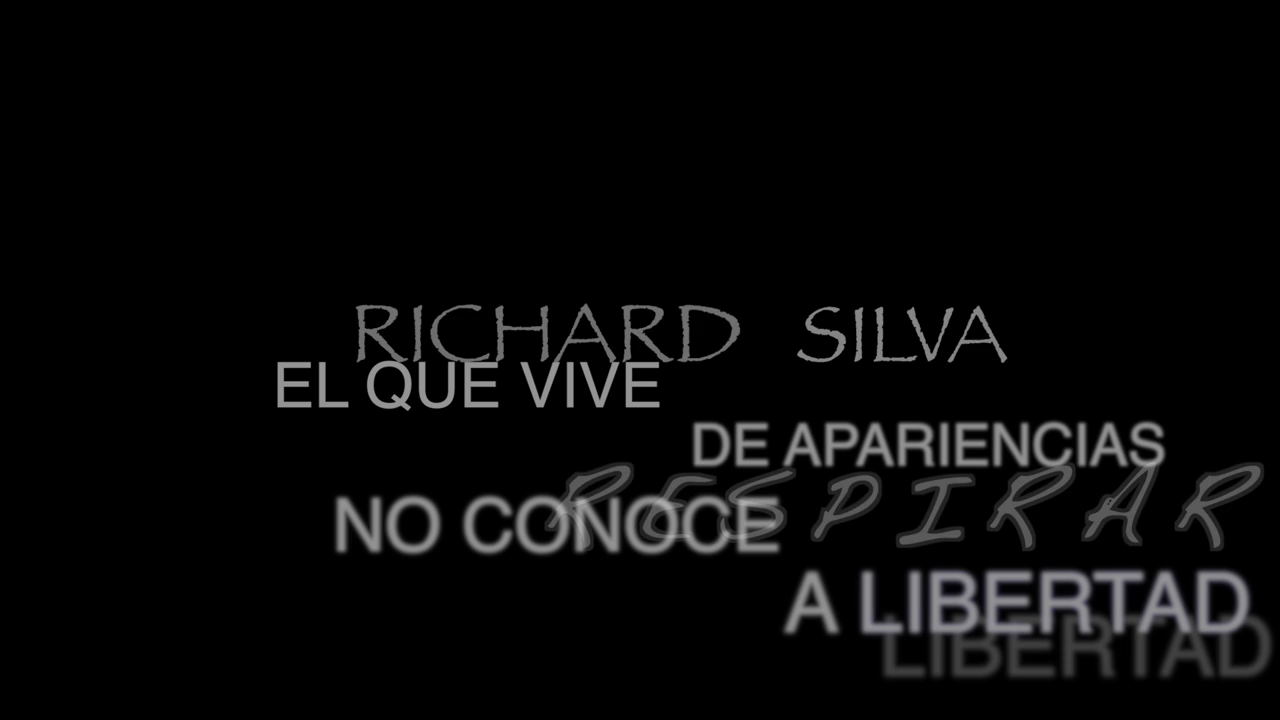 RICHARD SILVA
EL QUE VIVE
DE APARIENCIAS
RESPIRAR
NO CONOCE
A LIBERTAD
LIBERTAD